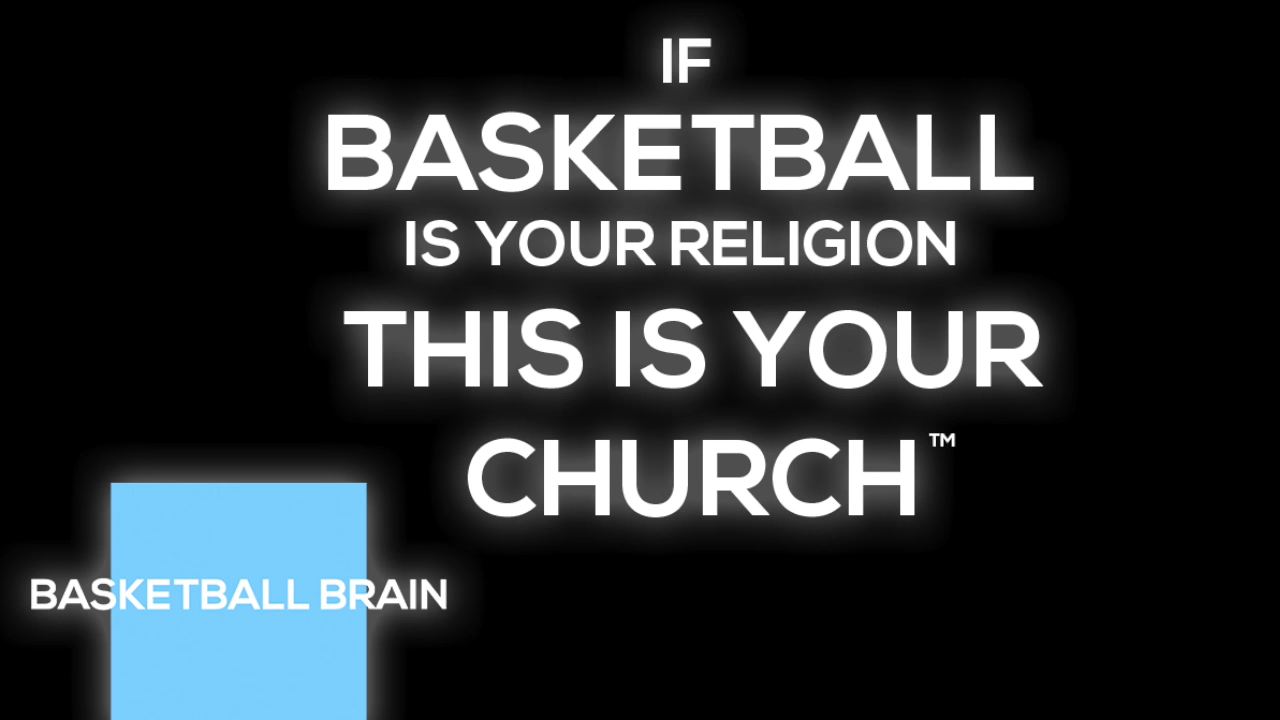 IF
BASKETBALL
IS YOUR RELIGION
THIS IS YOUR
CHURCH™
BASKETBALL BRAIN